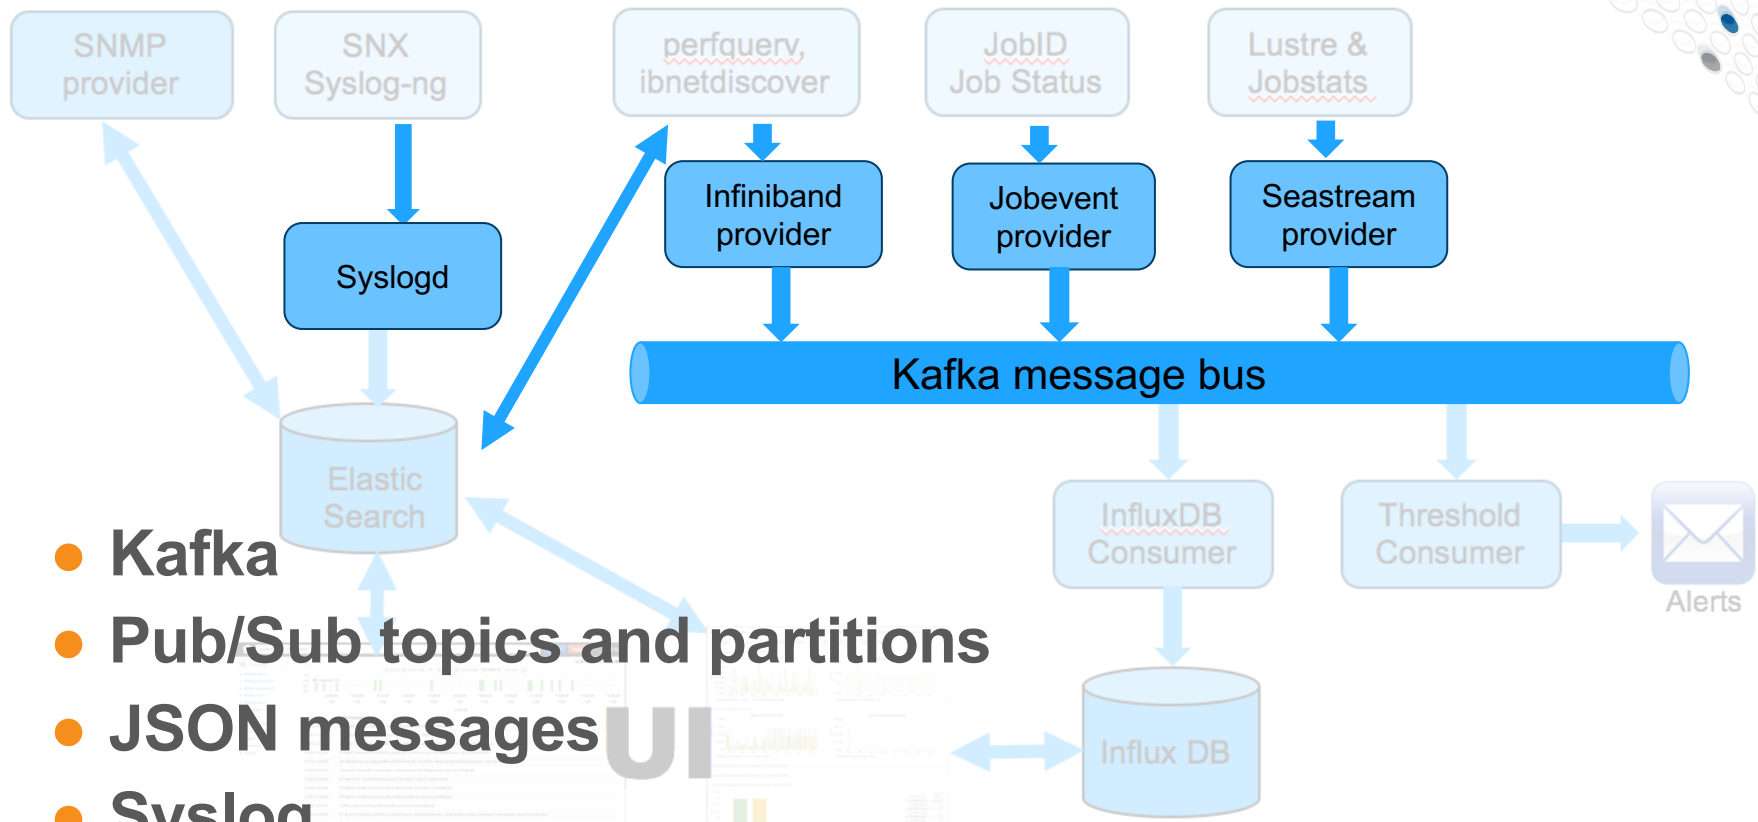 SNMP
provider
SNX
Syslog-ng
perfquerv,
ibnetdiscover
JobID
Job Status
Lustre &
Jobstats
Infiniband
provider
Jobevent
provider
Seastream
provider
Syslogd
Kafka message bus
Elastic
Search
InfluxDB
Consumer
Threshold
Consumer
Alerts
Kafka
Pub/Sub topics and partitions
JSON messages
UI
Influx DB
Syslog